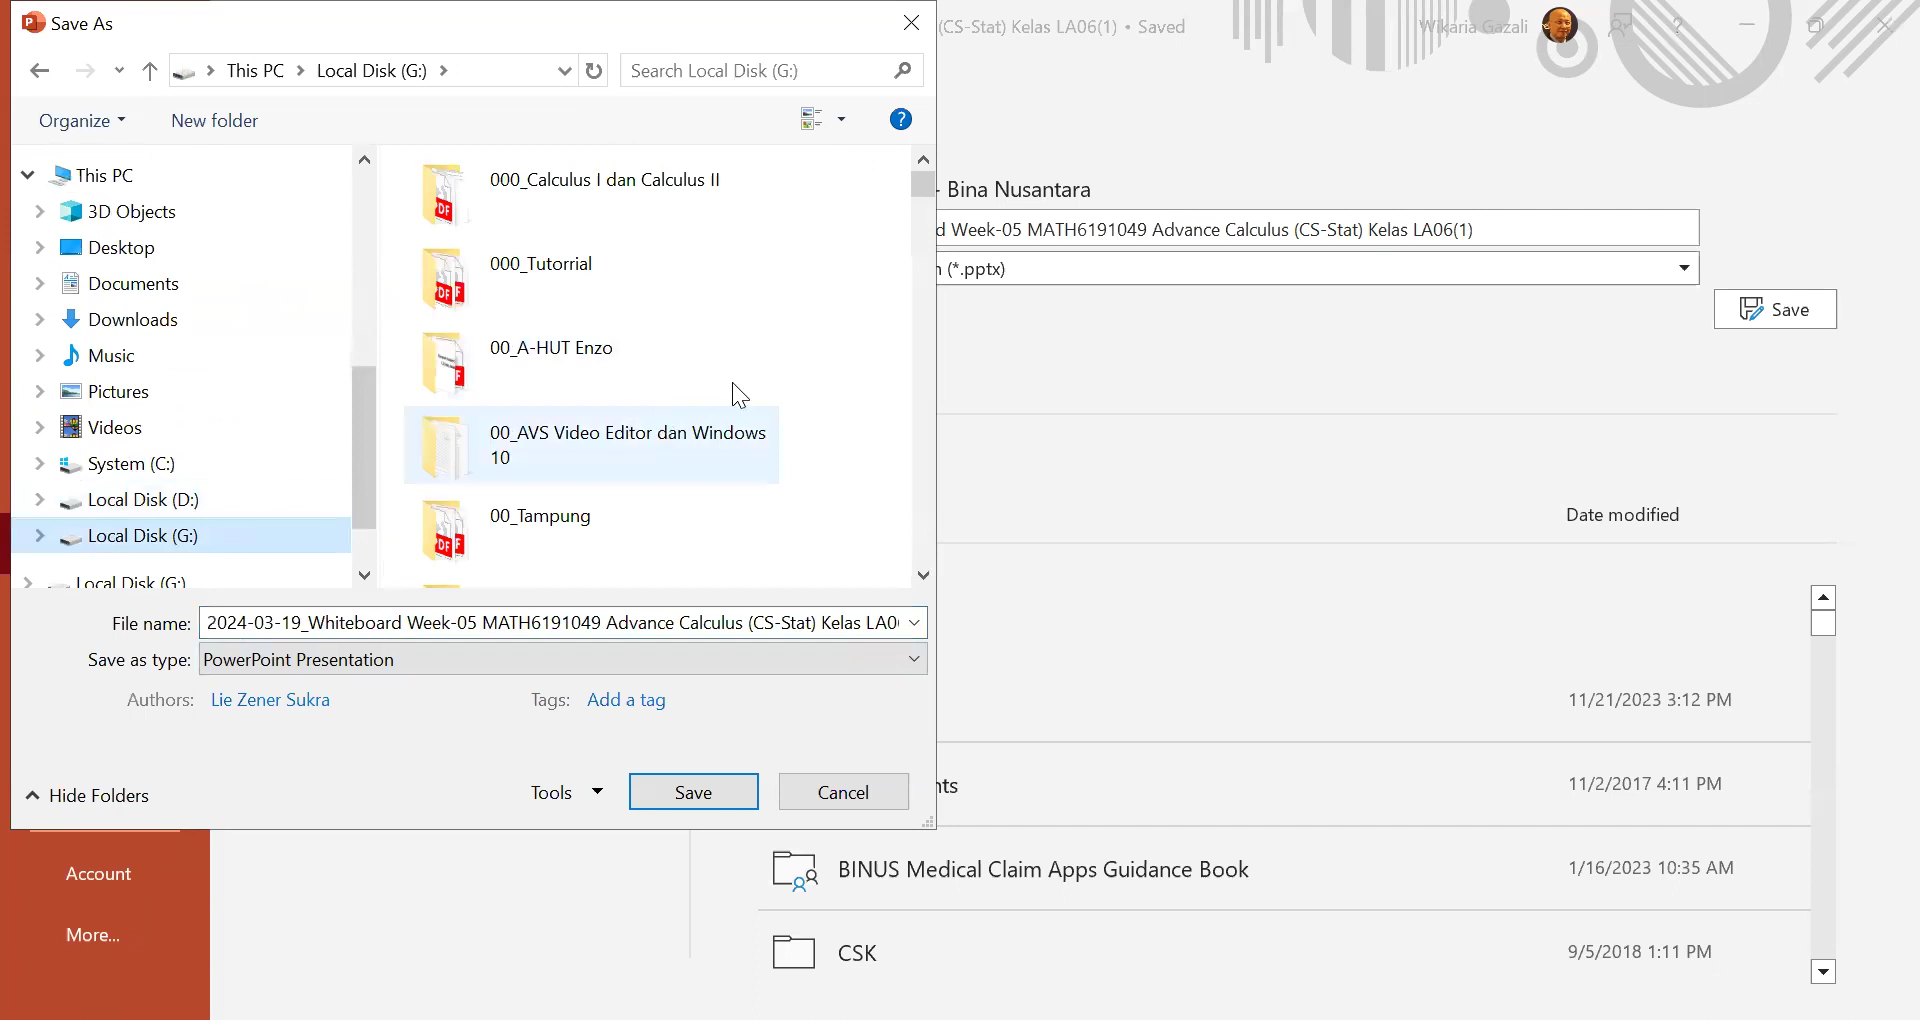 Save As
(CS-Stat) Kelas LA06(1) • Saved
Wikaria Gazali
This PC
Local Disk (G:)
Search Local Disk (G:)
Organize
New folder
This PC
3D Objects
Desktop
Documents
Downloads
Music
Pictures
Videos
System (C:)
Local Disk (D:)
Local Disk (G:)
Local Disk (G:)
000_Calculus I dan Calculus II
000_Tutorrial
00_A-HUT Enzo
00_AVS Video Editor dan Windows
10
00_Tampung
File name:
2024-03-19_Whiteboard Week-05 MATH6191049 Advance Calculus (CS-Stat) Kelas LA0
Save as type:
PowerPoint Presentation
Authors:
Lie Zener Sukra
Tags:
Add a tag
Hide Folders
Tools
Save
Cancel
- Bina Nusantara
Week-05 MATH6191049 Advance Calculus (CS-Stat) Kelas LA06(1)
(*.pptx)
Save
Date modified
11/21/2023 3:12 PM
11/2/2017 4:11 PM
BINUS Medical Claim Apps Guidance Book
1/16/2023 10:35 AM
CSK
9/5/2018 1:11 PM
Account
More...